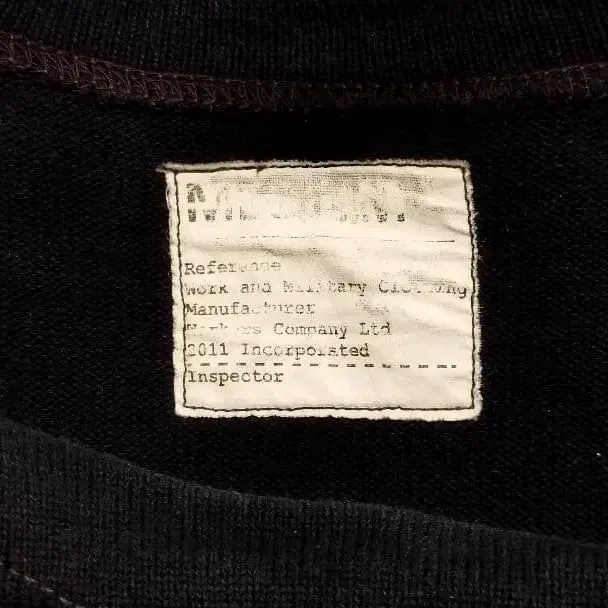 Reference
Work and Military Clothing
Manufacturer
Workers Company Ltd
2011 Incorporated
Inspector